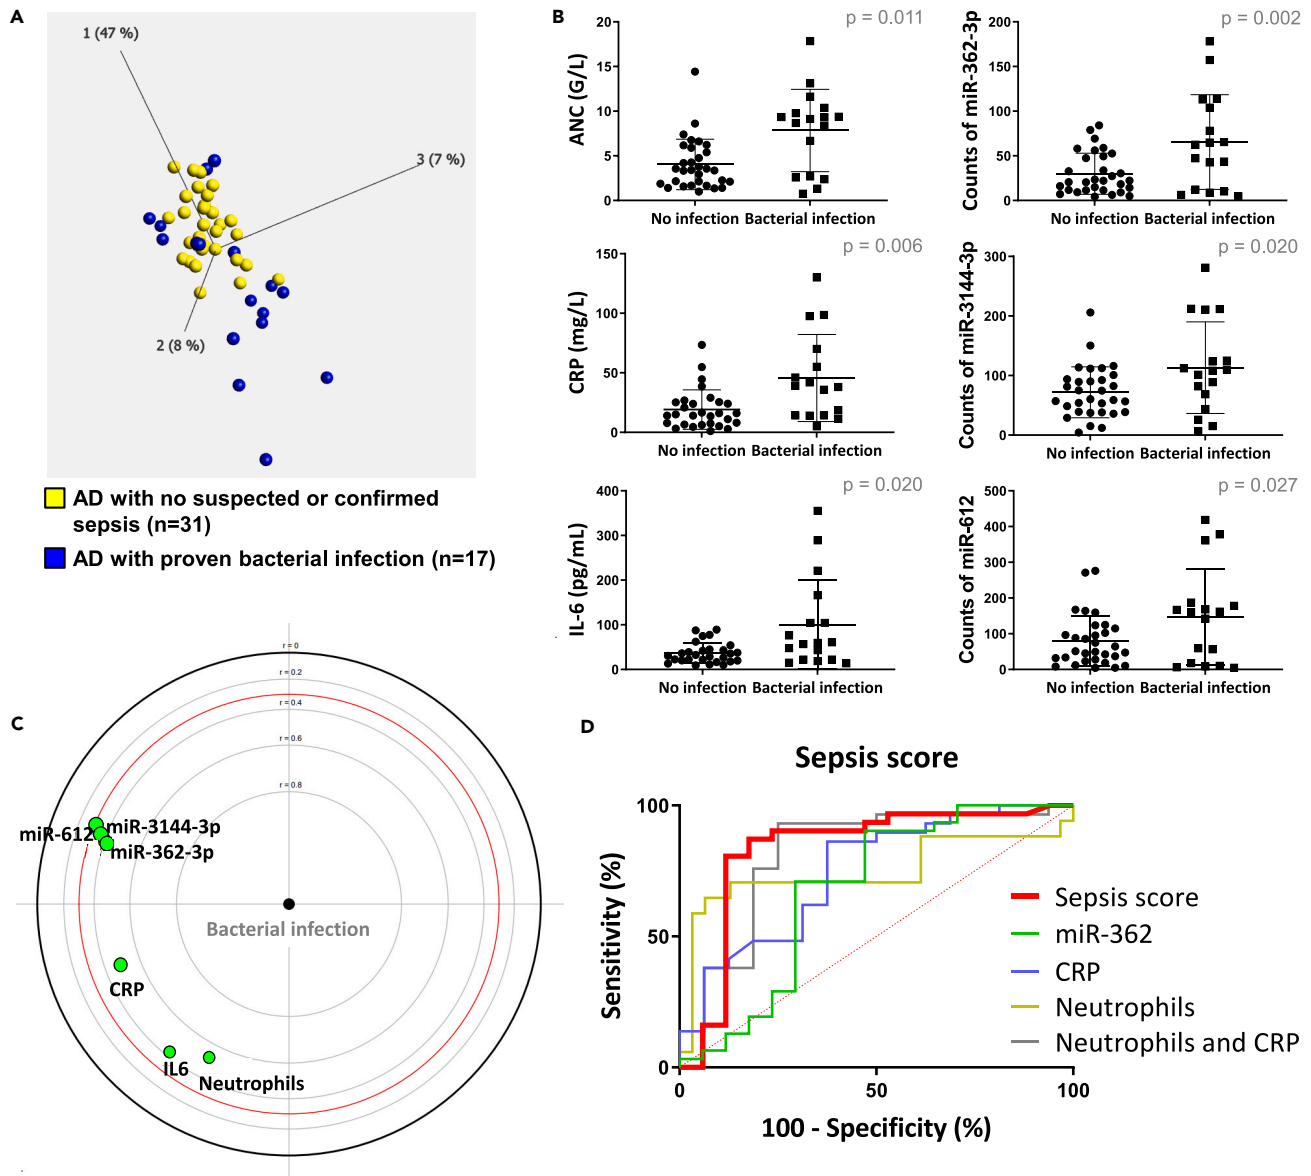 A
1 (47 %)
3 (7 %)
2 (8 %)
AD with no suspected or confirmed
sepsis (n=31)
AD with proven bacterial infection (n=17)
B
p = 0.011
ANC (G/L)
20
15
10
5
0
No infection
Bacterial infection
p = 0.002
Counts of miR-362-3p
200
150
100
50
0
No infection
Bacterial infection
p = 0.006
CRP (mg/L)
150
100
50
0
No infection
Bacterial infection
p = 0.020
Counts of miR-3144-3p
300
200
100
0
No infection
Bacterial infection
p = 0.020
IL-6 (pg/mL)
400
300
200
100
0
No infection
Bacterial infection
p = 0.027
Counts of miR-612
500
400
300
200
100
0
No infection
Bacterial infection
C
r = 0
r = 0.2
r = 0.4
r = 0.6
r = 0.8
miR-612
miR-3144-3p
miR-362-3p
Bacterial infection
CRP
IL6
Neutrophils
D
Sepsis score
Sensitivity (%)
100
50
0
0
50
100
100 - Specificity (%)
Sepsis score
miR-362
CRP
Neutrophils
Neutrophils and CRP